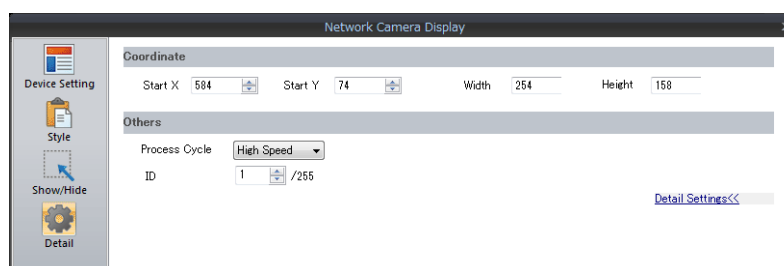 Network Camera Display
Device Setting
Style
Show/Hide
Detail
Coordinate
Start X 584 Start Y 74 Width 254 Height 158
Others
Process Cycle High Speed
ID 1 /255
Detail Settings<<